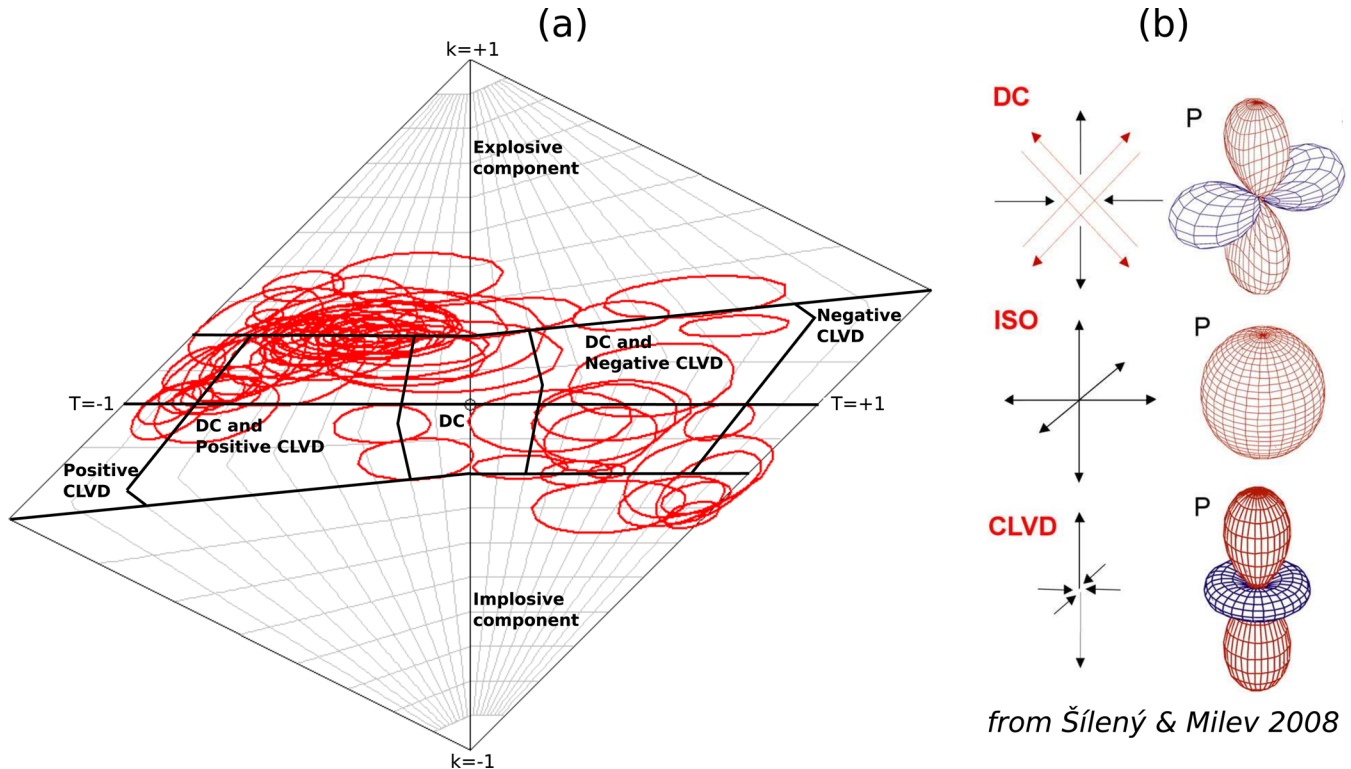 (a)
k=+1
Explosive
component
Negative
CLVD
DC and
Negative CLVD
T=-1
T=+1
DC
DC and
Positive CLVD
Positive
CLVD
Implosive
component
k=-1
(b)
DC
P
ISO
P
CLVD
P
from Šílený & Milev 2008